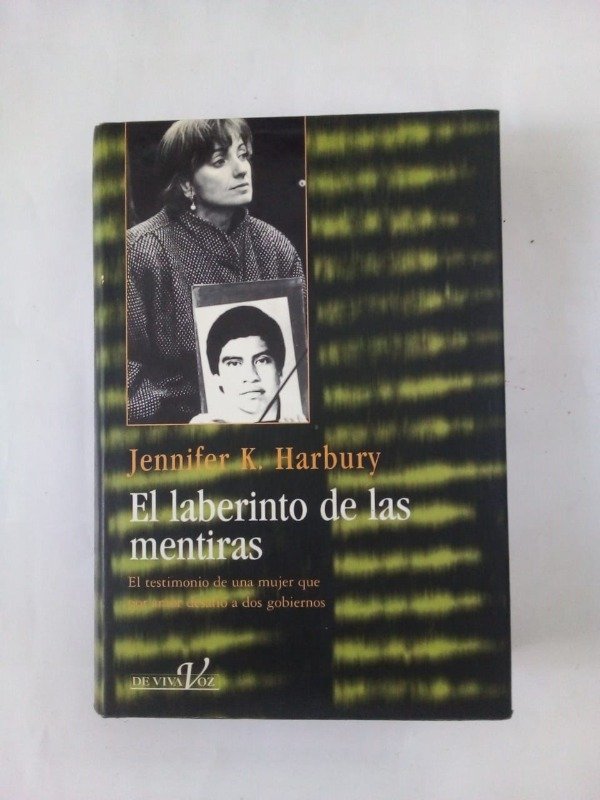 Jennifer K. Harbury
El laberinto de las
mentiras
El testimonio de una mujer que
por amor desafió a dos gobiernos
DE VIVA VOZ